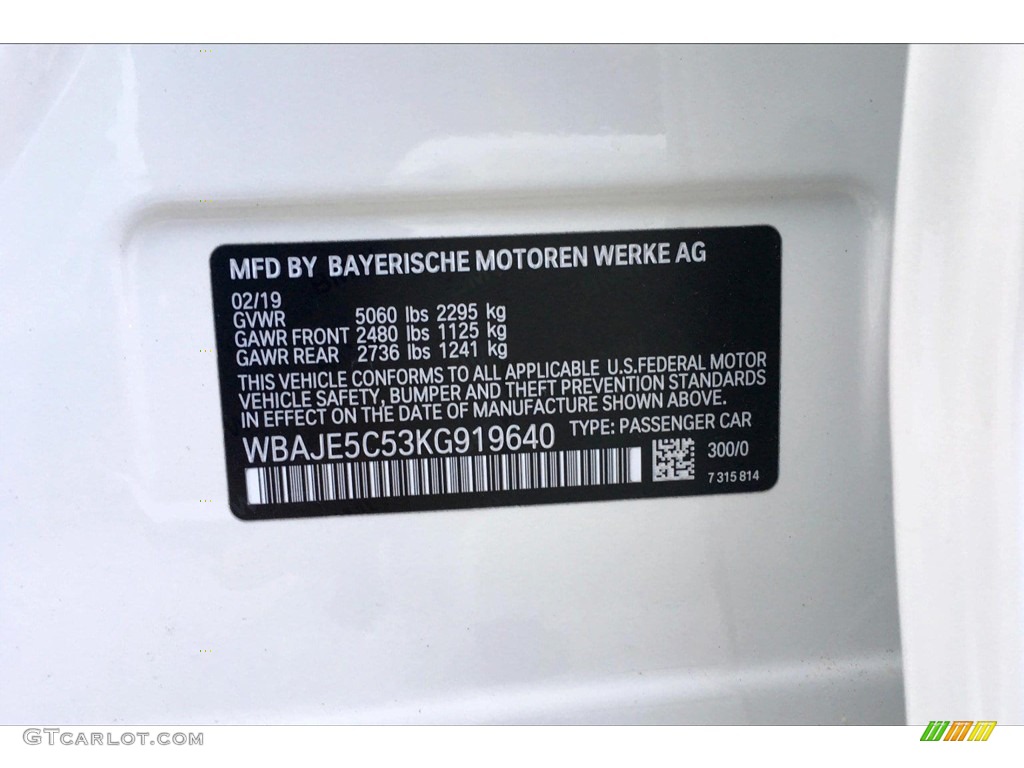 MFD BY BAYERISCHE MOTOREN WERKE AG
02/19
GVWR 5060 lbs 2295 kg
GAWR FRONT 2480 lbs 1125 kg
GAWR REAR 2736 lbs 1241 kg
THIS VEHICLE CONFORMS TO ALL APPLICABLE U.S.FEDERAL MOTOR
VEHICLE SAFETY, BUMPER AND THEFT PREVENTION STANDARDS
IN EFFECT ON THE DATE OF MANUFACTURE SHOWN ABOVE.
WBAJE5C53KG919640 TYPE: PASSENGER CAR
300/0
7 315 814
GTCARLOT.COM